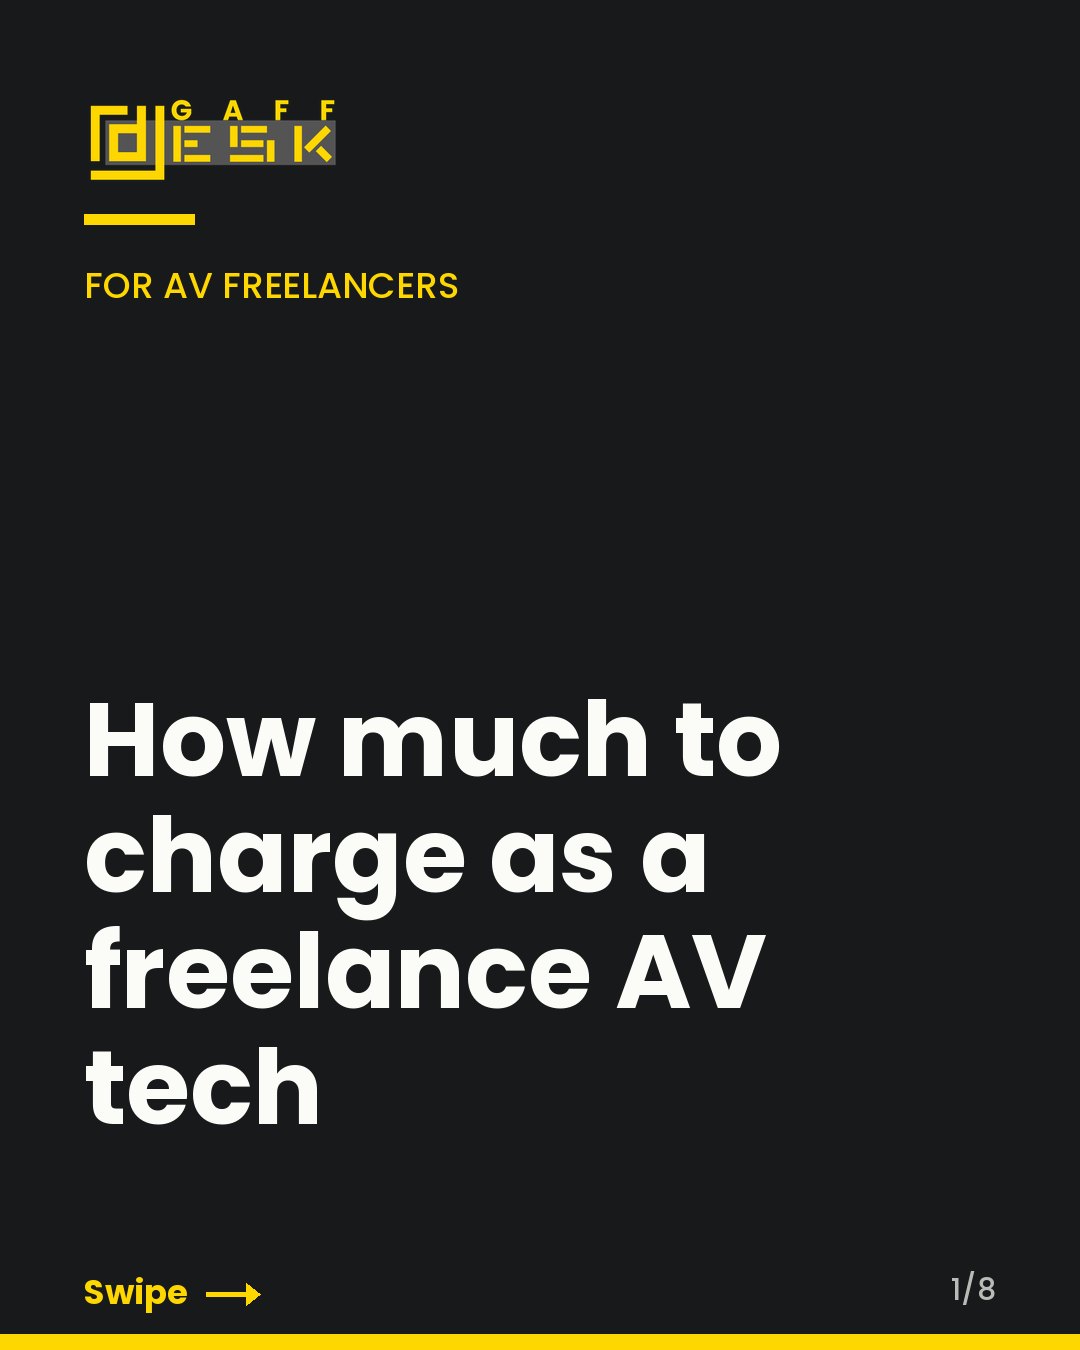 GAFF
dESK
FOR AV FREELANCERS
How much to
charge as a
freelance AV
tech
Swipe
1/8